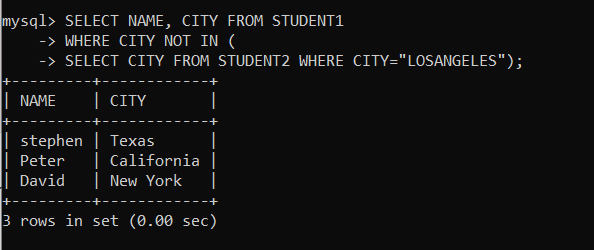 mysql> SELECT NAME, CITY FROM STUDENT1
    -> WHERE CITY NOT IN (
    -> SELECT CITY FROM STUDENT2 WHERE CITY="LOSANGELES");
+---------+------------+
| NAME    | CITY       |
+---------+------------+
| stephen | Texas      |
| Peter   | California |
| David   | New York   |
+---------+------------+
3 rows in set (0.00 sec)